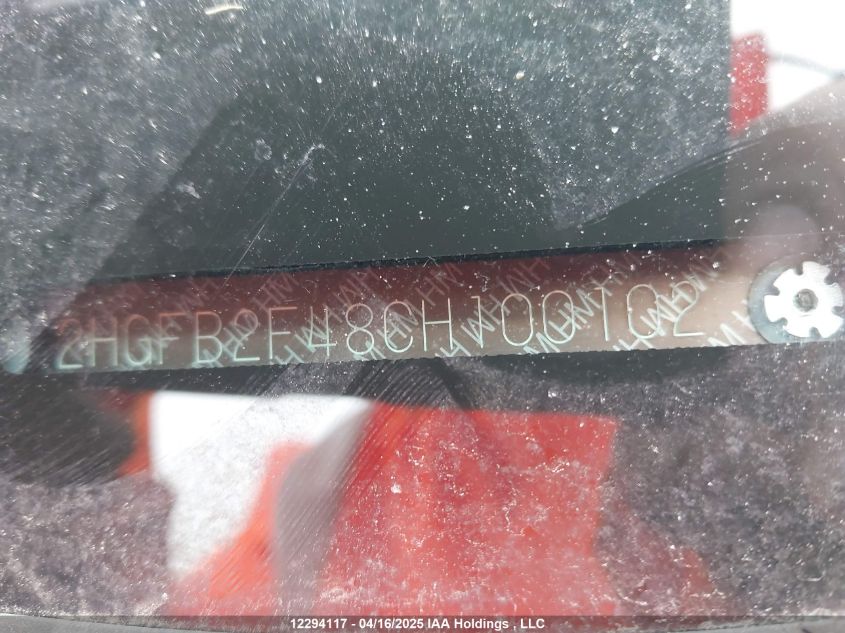 2HGFB2F48CH100102
12294117 - 04/16/2025 IAA Holdings , LLC